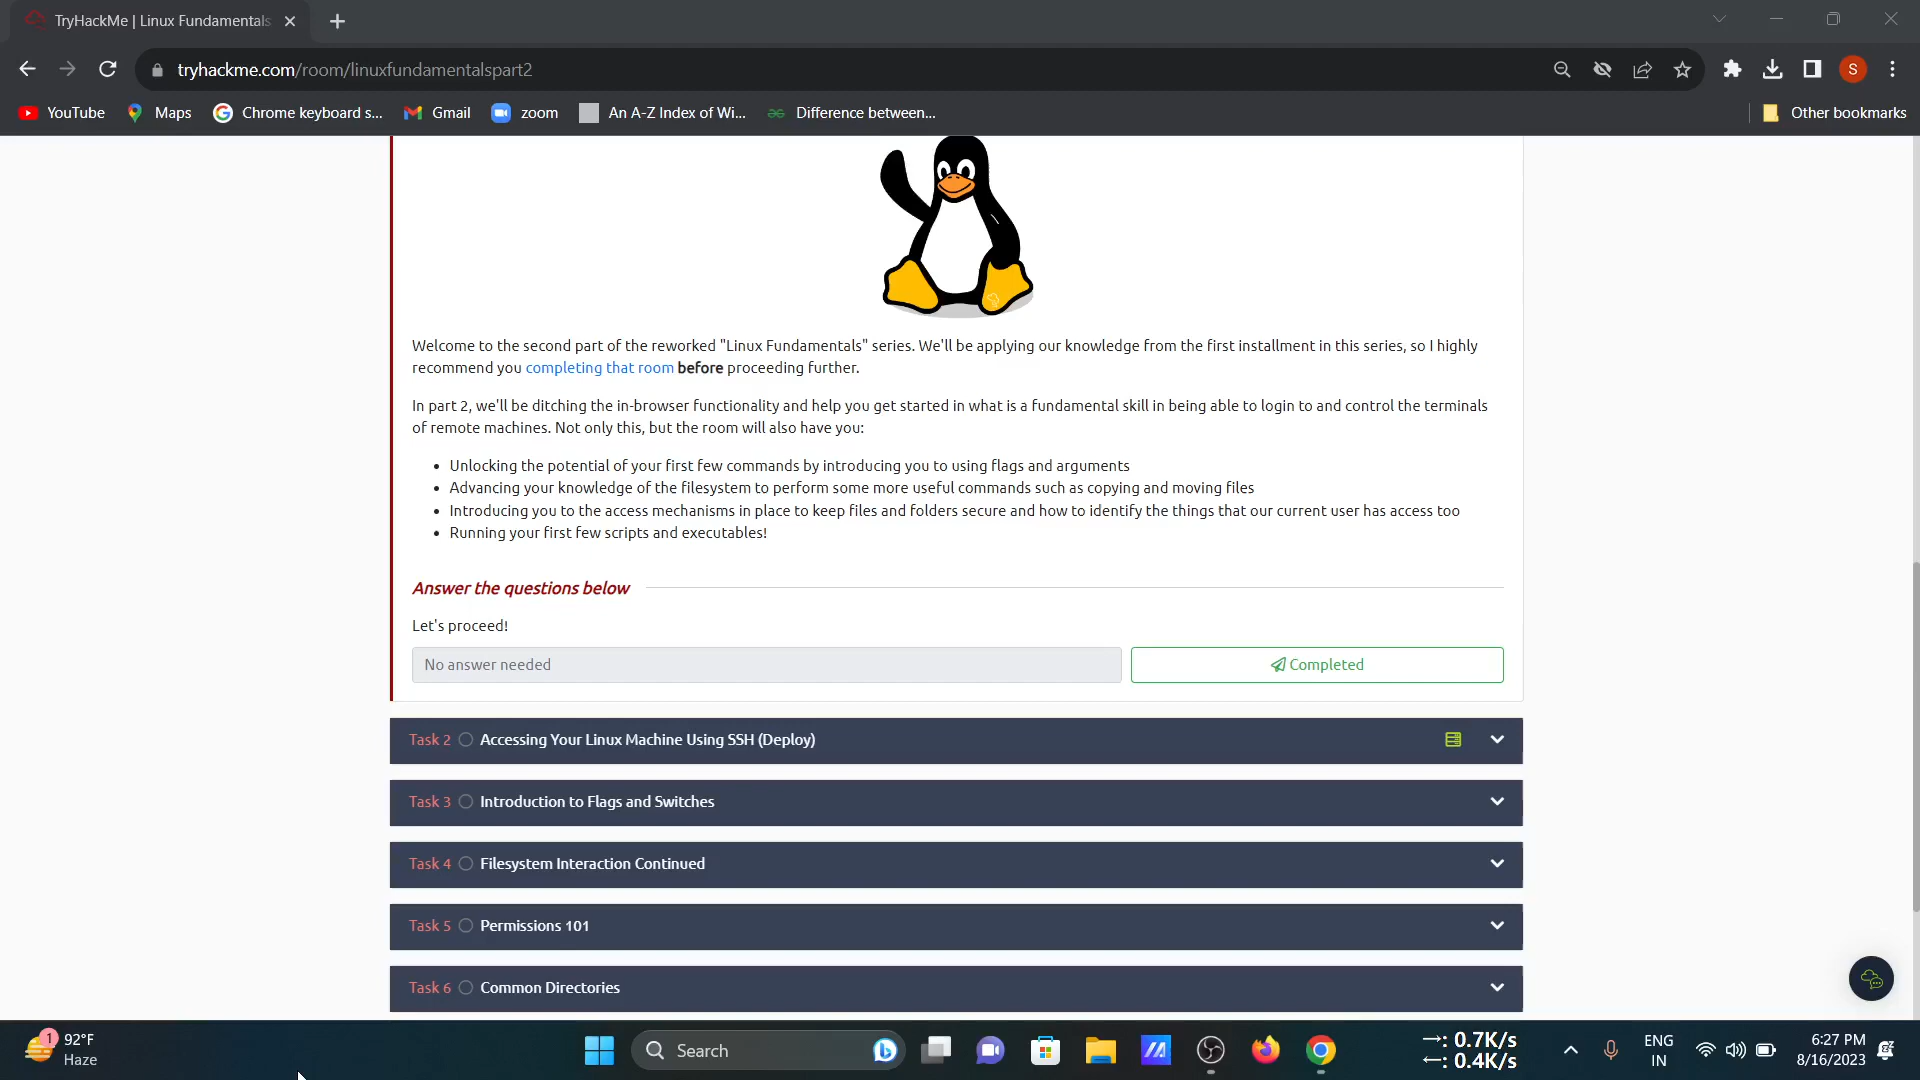 TryHackMe | Linux Fundamentals
tryhackme.com/room/linuxfundamentalspart2
S
YouTube
Maps
Chrome keyboard s...
Gmail
zoom
An A-Z Index of Wi...
Difference between...
Other bookmarks
Welcome to the second part of the reworked "Linux Fundamentals" series. We'll be applying our knowledge from the first installment in this series, so I highly
recommend you completing that room before proceeding further.
In part 2, we'll be ditching the in-browser functionality and help you get started in what is a fundamental skill in being able to login to and control the terminals
of remote machines. Not only this, but the room will also have you:
• Unlocking the potential of your first few commands by introducing you to using flags and arguments
• Advancing your knowledge of the filesystem to perform some more useful commands such as copying and moving files
• Introducing you to the access mechanisms in place to keep files and folders secure and how to identify the things that our current user has access too
• Running your first few scripts and executables!
Answer the questions below
Let's proceed!
No answer needed
Completed
Task 2 Accessing Your Linux Machine Using SSH (Deploy)
Task 3 Introduction to Flags and Switches
Task 4 Filesystem Interaction Continued
Task 5 Permissions 101
Task 6 Common Directories
1
92°F
Haze
Search
→: 0.7K/s
←: 0.4K/s
ENG
IN
6:27 PM
8/16/2023